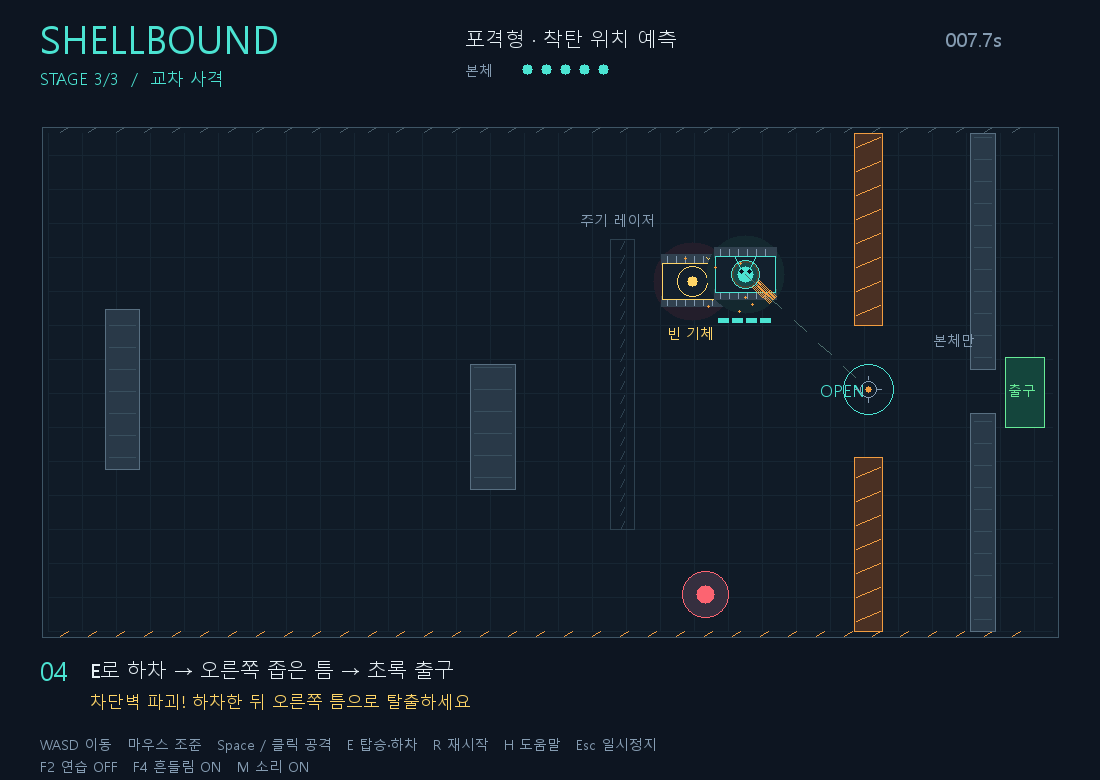 SHELLBOUND
포격형 · 착탄 위치 예측
007.7s
본체
STAGE 3/3 / 교차 사격
주기 레이저
빈 기체
본체만
OPEN
출구
04 E로 하차 → 오른쪽 좁은 틈 → 초록 출구
차단벽 파괴! 하차한 뒤 오른쪽 틈으로 탈출하세요
WASD 이동 마우스 조준 Space / 클릭 공격 E 탑승·하차 R 재시작 H 도움말 Esc 일시정지
F2 연습 OFF F4 흔들림 ON M 소리 ON